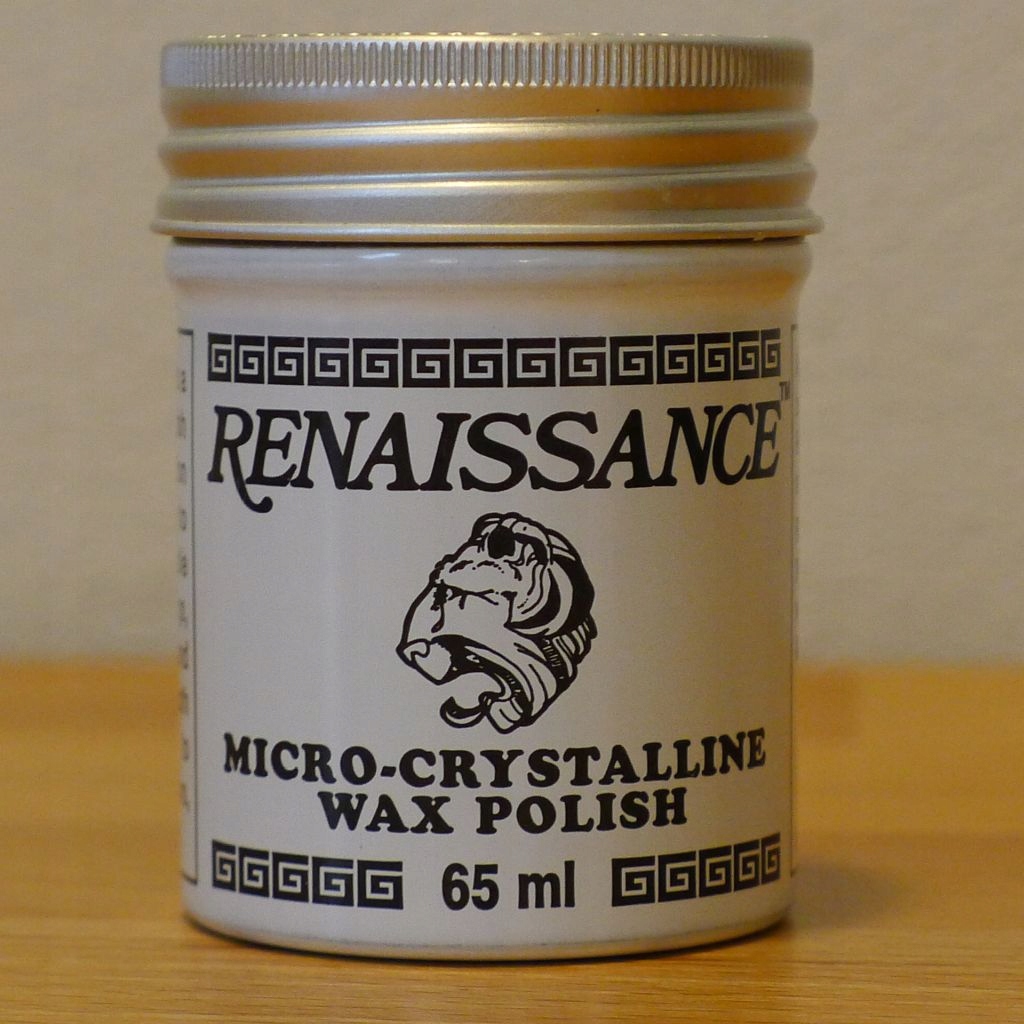 RENAISSANCE™
MICRO-CRYSTALLINE
WAX POLISH
65 ml